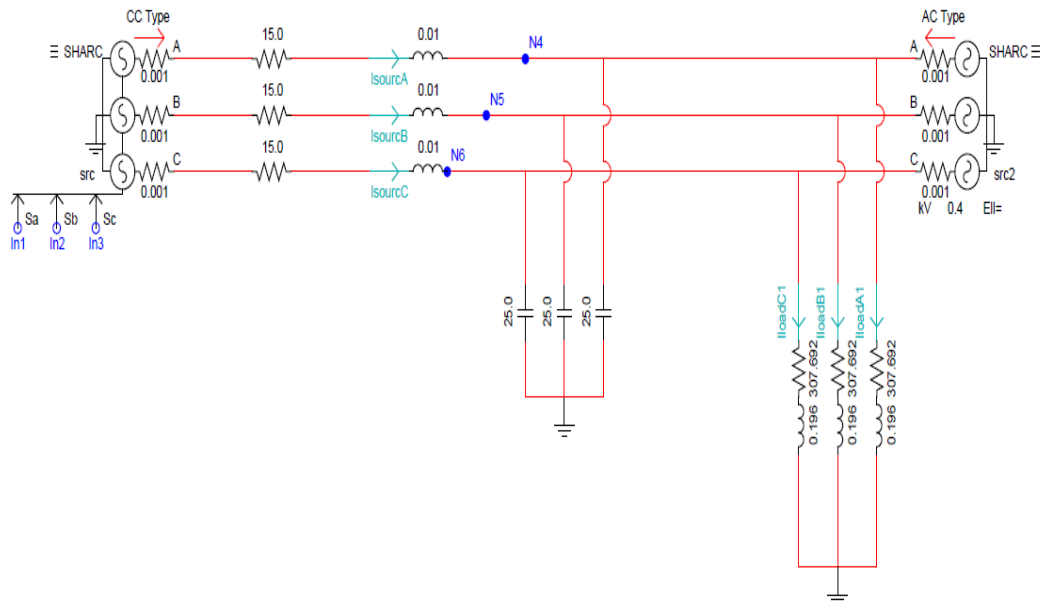 CC Type
AC Type
SHARC
A
15.0
0.01
N4
A
SHARC
0.001
IsourcA
0.001
B
15.0
0.01
N5
B
0.001
IsourcB
0.001
C
15.0
0.01
N6
C
src
0.001
IsourcC
0.001
src2
kV
0.4
Ell=
Sa
Sb
Sc
In1
In2
In3
25.0
25.0
25.0
IloadC1
IloadB1
IloadA1
0.196 307.692
0.196 307.692
0.196 307.692